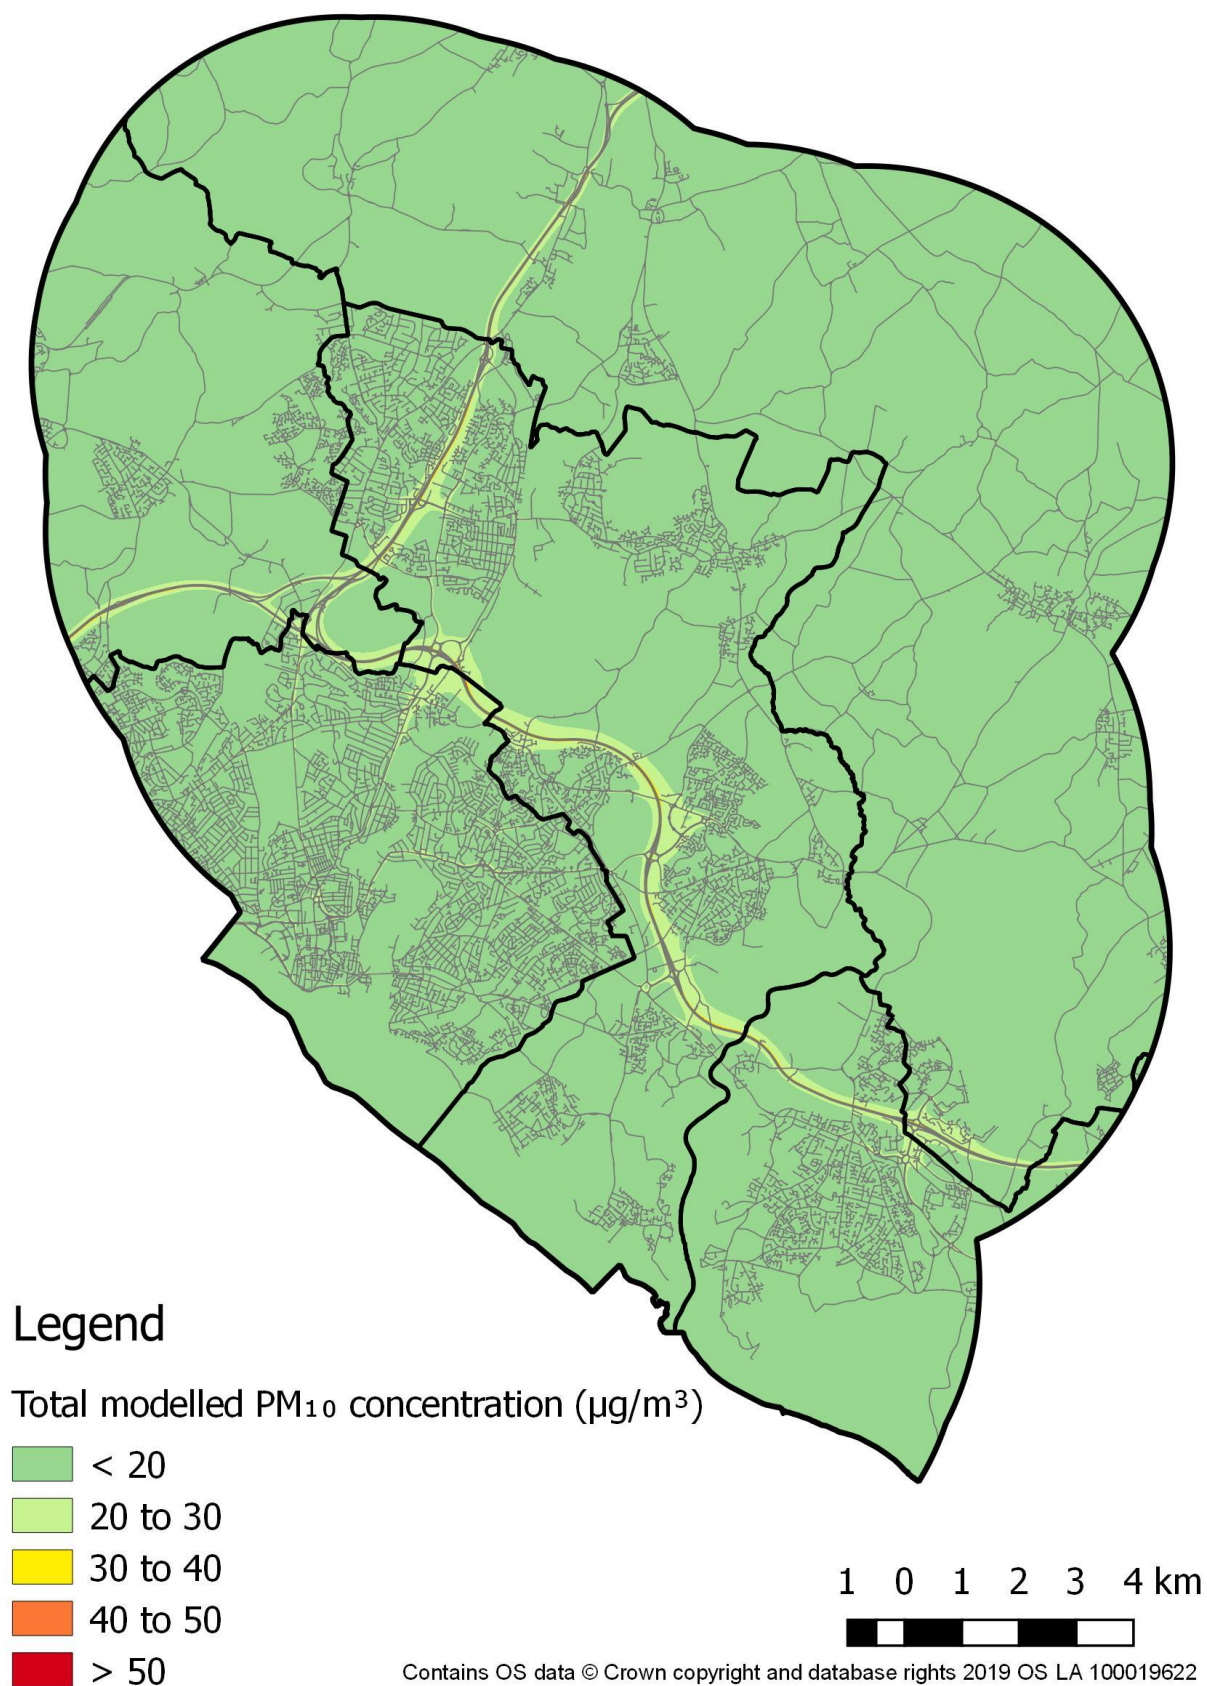 Legend
Total modelled PM₁₀ concentration (µg/m³)
< 20
20 to 30
30 to 40
40 to 50
> 50
1 0 1 2 3 4 km
Contains OS data © Crown copyright and database rights 2019 OS LA 100019622